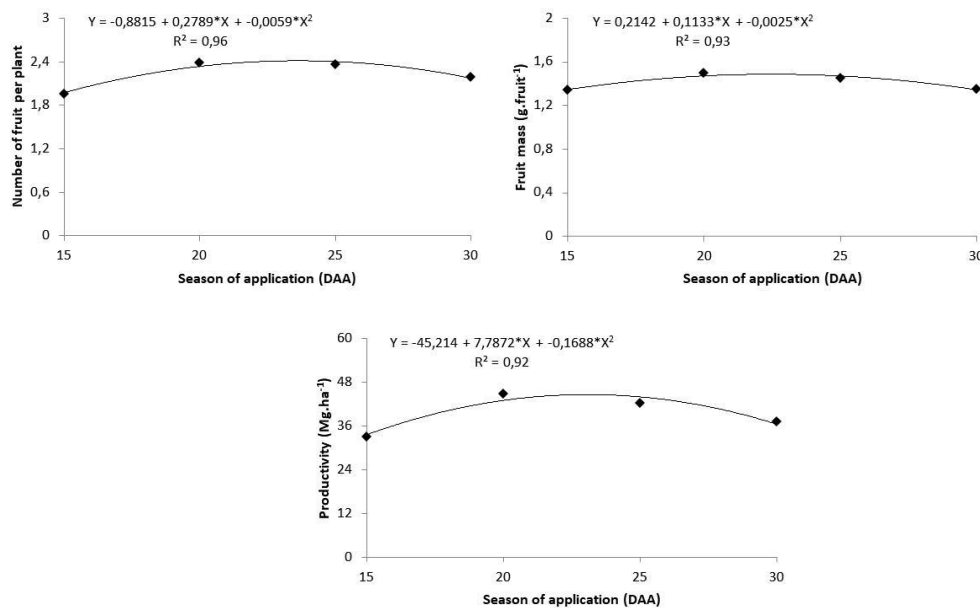 Y = -0,8815 + 0,2789*X + -0,0059*X²
R² = 0,96
Number of fruit per plant
3
2,4
1,8
1,2
0,6
0
15 20 25 30
Season of application (DAA)
Y = 0,2142 + 0,1133*X + -0,0025*X²
R² = 0,93
Fruit mass (g.fruit⁻¹)
2
1,6
1,2
0,8
0,4
0
15 20 25 30
Season of application (DAA)
Y = -45,214 + 7,7872*X + -0,1688*X²
R² = 0,92
Productivity (Mg.ha⁻¹)
60
48
36
24
12
0
15 20 25 30
Season of application (DAA)